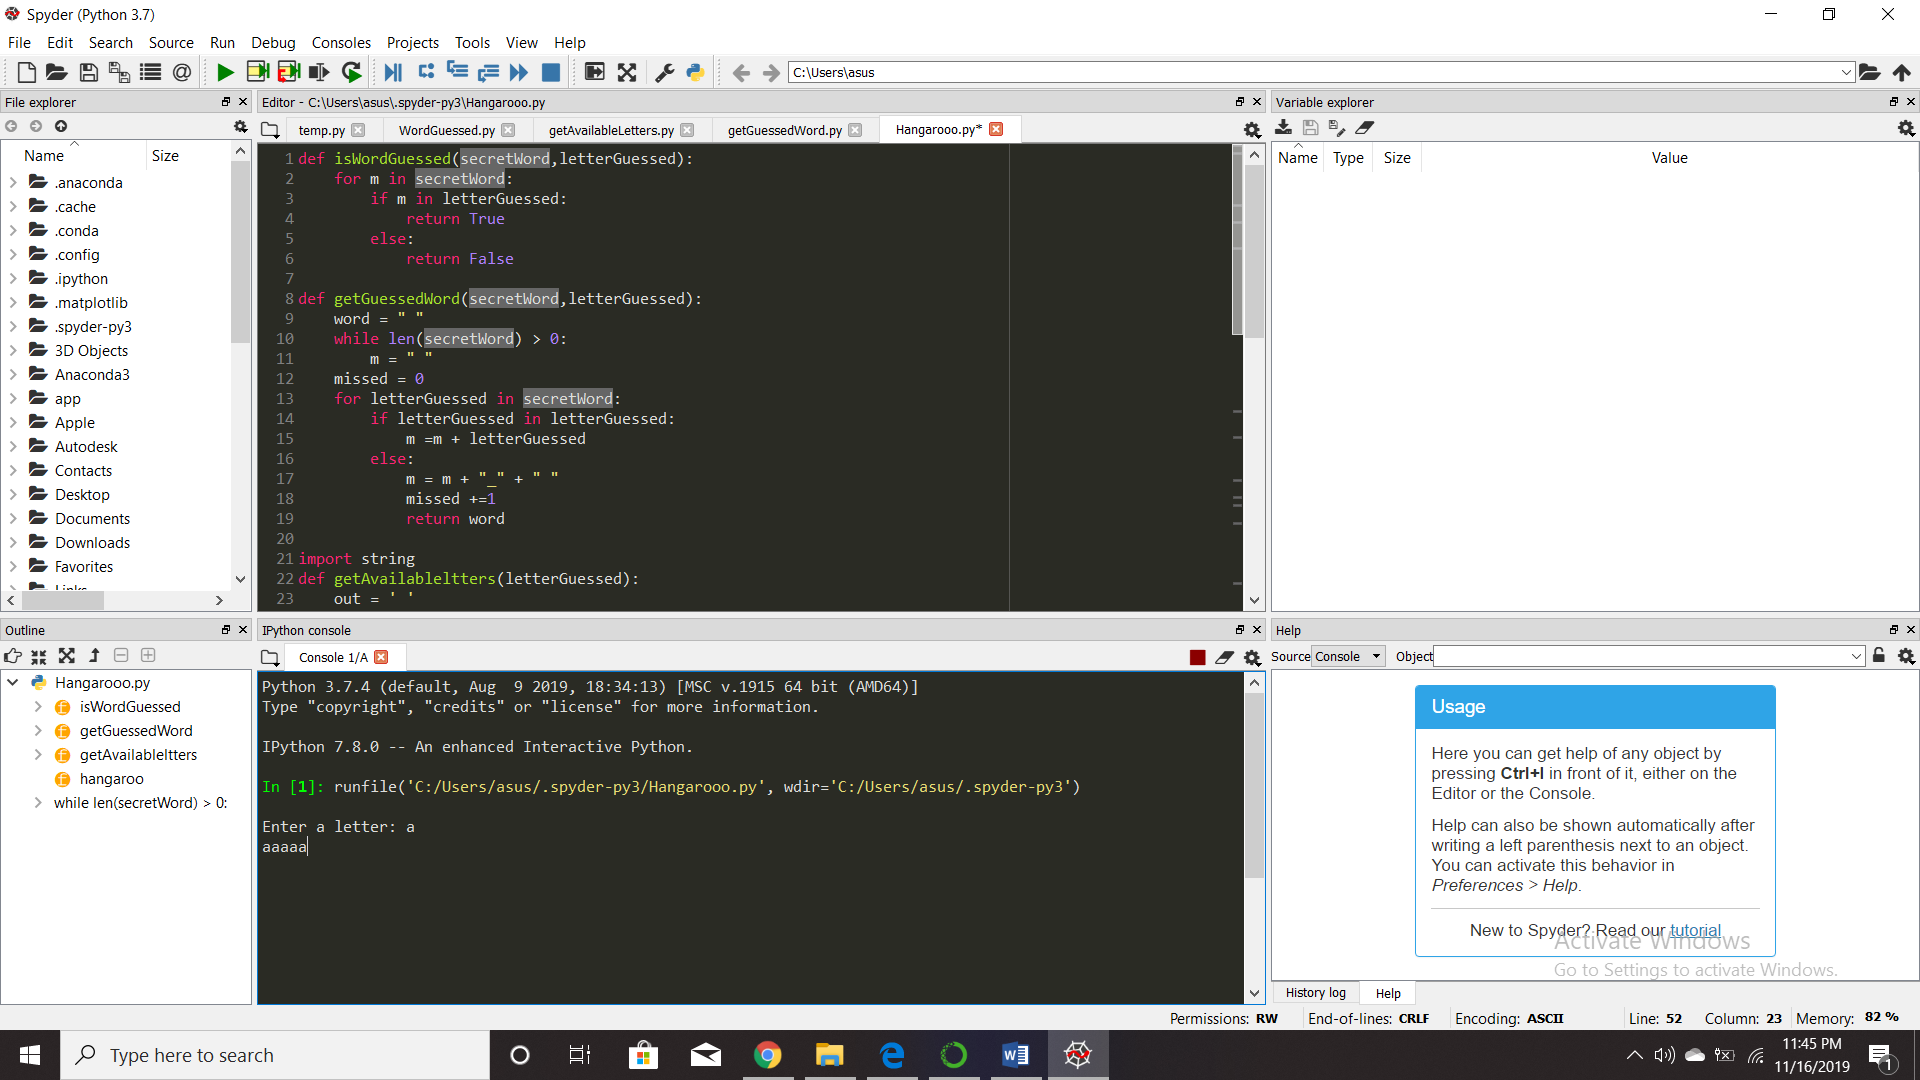 Spyder (Python 3.7)
File Edit Search Source Run Debug Consoles Projects Tools View Help
C:\Users\asus
File explorer
Name Size
.anaconda
.cache
.conda
.config
.ipython
.matplotlib
.spyder-py3
3D Objects
Anaconda3
app
Apple
Autodesk
Contacts
Desktop
Documents
Downloads
Favorites
Links
Editor - C:\Users\asus\.spyder-py3\Hangarooo.py
temp.py WordGuessed.py getAvailableLetters.py getGuessedWord.py Hangarooo.py*
1 def isWordGuessed(secretWord,letterGuessed):
2 for m in secretWord:
3 if m in letterGuessed:
4 return True
5 else:
6 return False
7
8 def getGuessedWord(secretWord,letterGuessed):
9 word = " "
10 while len(secretWord) > 0:
11 m = " "
12 missed = 0
13 for letterGuessed in secretWord:
14 if letterGuessed in letterGuessed:
15 m =m + letterGuessed
16 else:
17 m = m + "_" + " "
18 missed +=1
19 return word
20
21 import string
22 def getAvailableltters(letterGuessed):
23 out = ' '
Variable explorer
Name Type Size Value
Outline
Hangarooo.py
isWordGuessed
getGuessedWord
getAvailableltters
hangaroo
while len(secretWord) > 0:
IPython console
Console 1/A
Python 3.7.4 (default, Aug 9 2019, 18:34:13) [MSC v.1915 64 bit (AMD64)]
Type "copyright", "credits" or "license" for more information.
IPython 7.8.0 -- An enhanced Interactive Python.
In [1]: runfile('C:/Users/asus/.spyder-py3/Hangarooo.py', wdir='C:/Users/asus/.spyder-py3')
Enter a letter: a
aaaaa
Help
Source Console Object
Usage
Here you can get help of any object by
pressing Ctrl+I in front of it, either on the
Editor or the Console.
Help can also be shown automatically after
writing a left parenthesis next to an object.
You can activate this behavior in
Preferences > Help.
New to Spyder? Read our tutorial
Activate Windows
Go to Settings to activate Windows.
History log Help
Permissions: RW End-of-lines: CRLF Encoding: ASCII Line: 52 Column: 23 Memory: 82 %
Type here to search
11:45 PM
11/16/2019
1